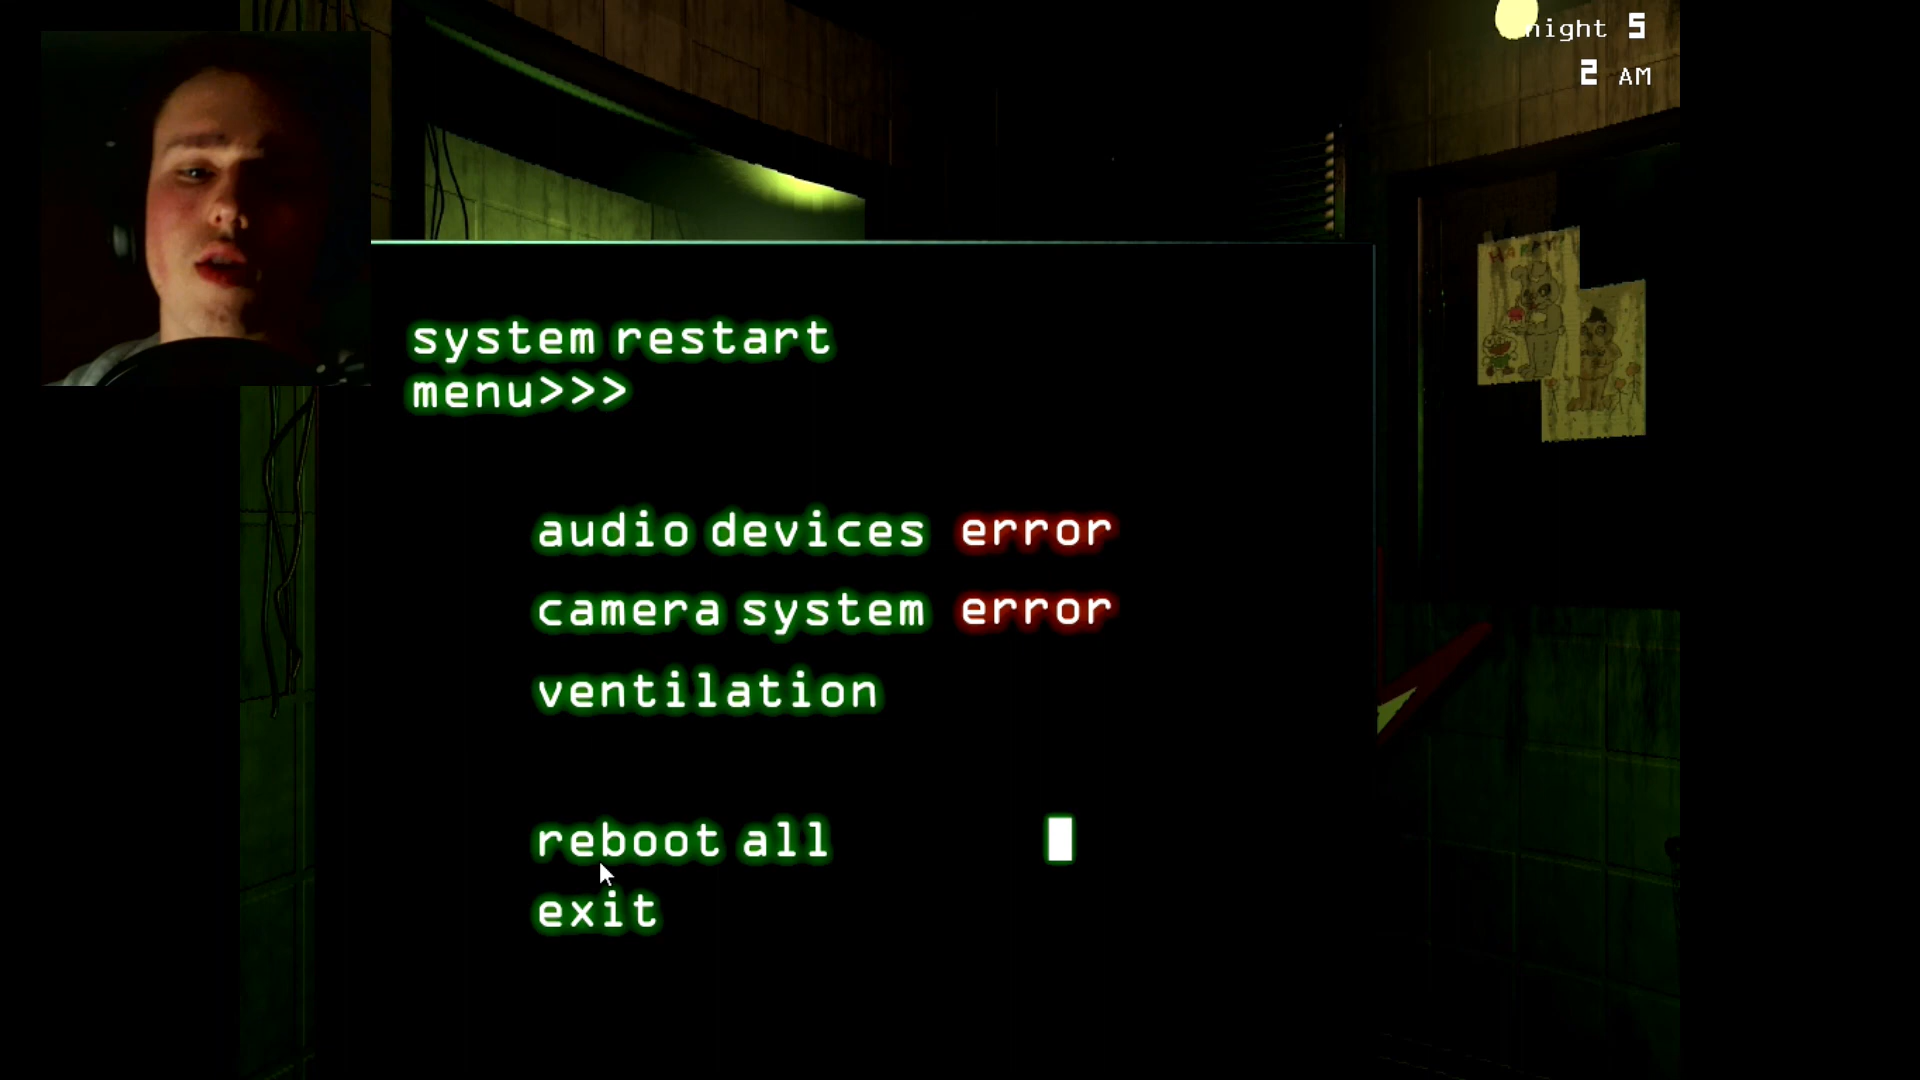 night 5
2 AM
system restart
menu>>>
audio devices error
camera system error
ventilation
reboot all
exit